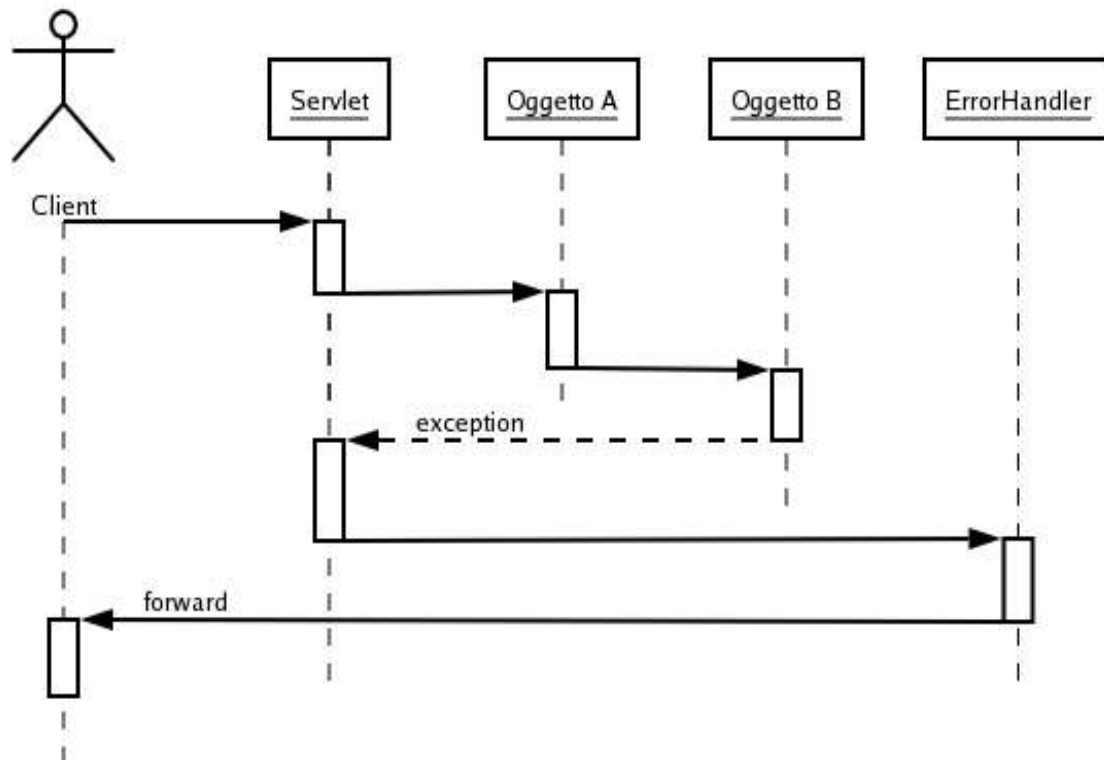 Servlet
Oggetto A
Oggetto B
ErrorHandler
Client
exception
forward